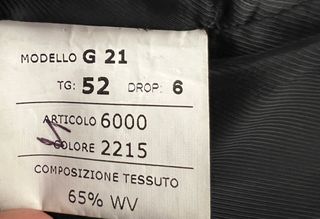 MODELLO G 21
TG: 52 DROP: 6
ARTICOLO 6000
COLORE 2215
COMPOSIZIONE TESSUTO
65% WV